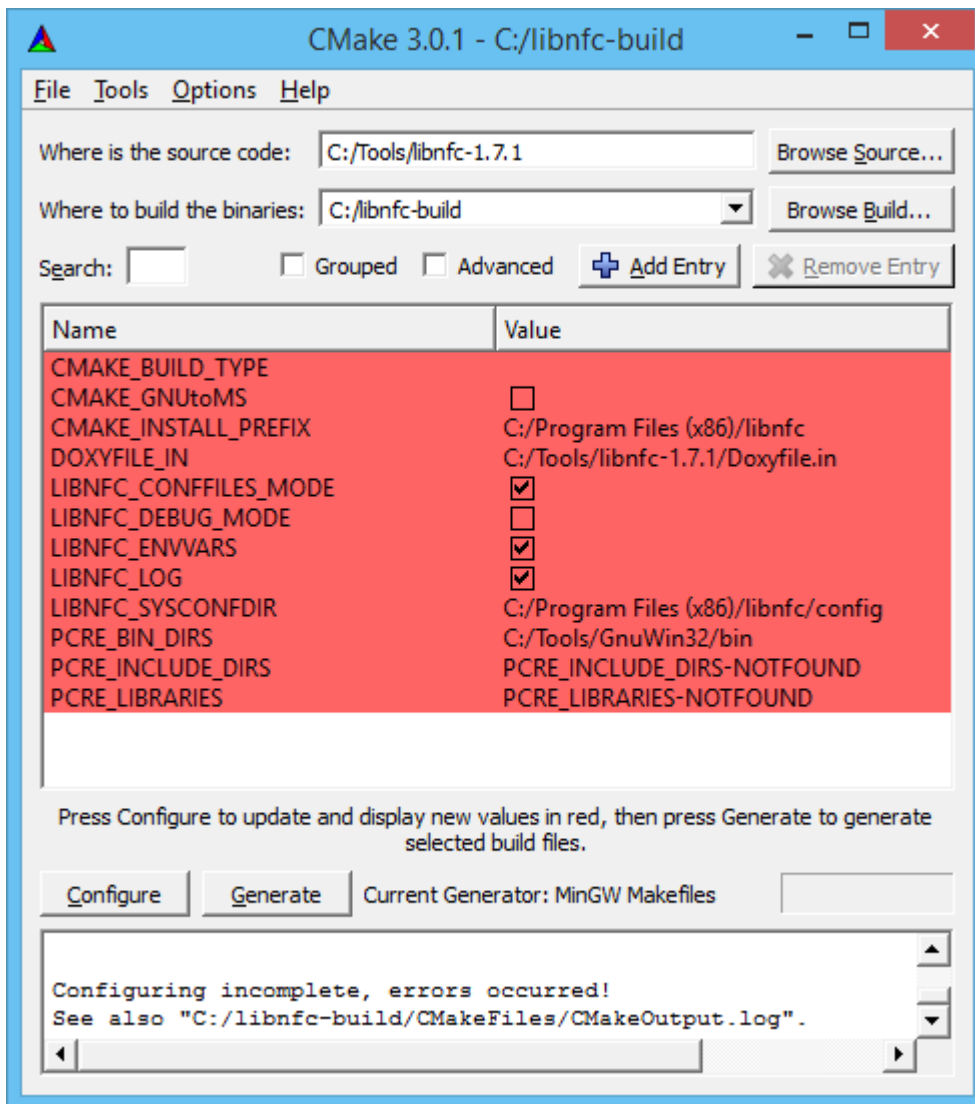 CMake 3.0.1 - C:/libnfc-build
File Tools Options Help
Where is the source code: C:/Tools/libnfc-1.7.1 Browse Source...
Where to build the binaries: C:/libnfc-build Browse Build...
Search: Grouped Advanced Add Entry Remove Entry
Name Value
CMAKE_BUILD_TYPE
CMAKE_GNUtoMS
CMAKE_INSTALL_PREFIX C:/Program Files (x86)/libnfc
DOXYFILE_IN C:/Tools/libnfc-1.7.1/Doxyfile.in
LIBNFC_CONFFILES_MODE
LIBNFC_DEBUG_MODE
LIBNFC_ENVVARS
LIBNFC_LOG
LIBNFC_SYSCONFDIR C:/Program Files (x86)/libnfc/config
PCRE_BIN_DIRS C:/Tools/GnuWin32/bin
PCRE_INCLUDE_DIRS PCRE_INCLUDE_DIRS-NOTFOUND
PCRE_LIBRARIES PCRE_LIBRARIES-NOTFOUND
Press Configure to update and display new values in red, then press Generate to generate
selected build files.
Configure Generate Current Generator: MinGW Makefiles
Configuring incomplete, errors occurred!
See also "C:/libnfc-build/CMakeFiles/CMakeOutput.log".